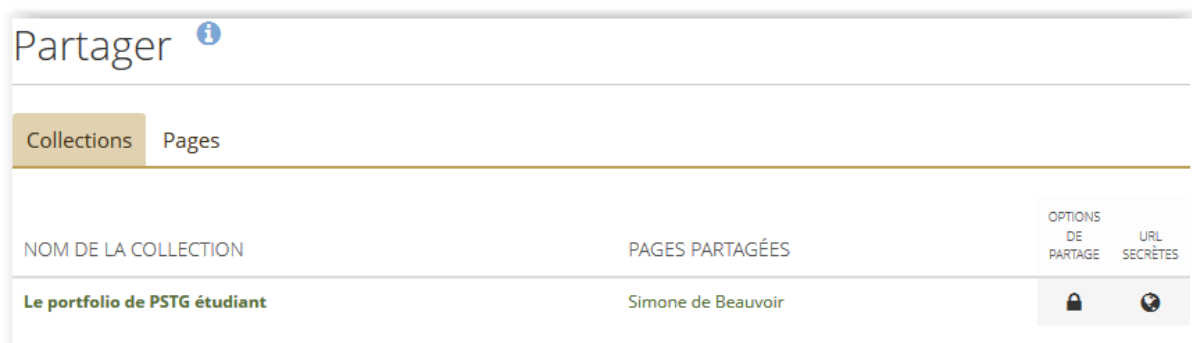 Partager
Collections Pages
NOM DE LA COLLECTION PAGES PARTAGÉES OPTIONS DE PARTAGE URL SECRÈTES
Le portfolio de PSTG étudiant Simone de Beauvoir